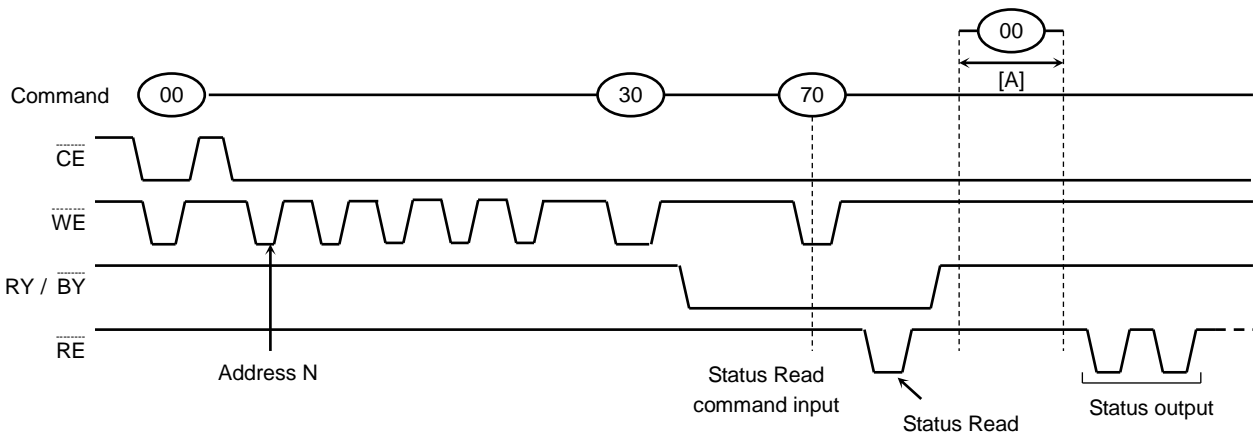 00
[A]
Command 00 30 70
CE
WE
RY / BY
RE
Address N
Status Read
command input
Status Read
Status output